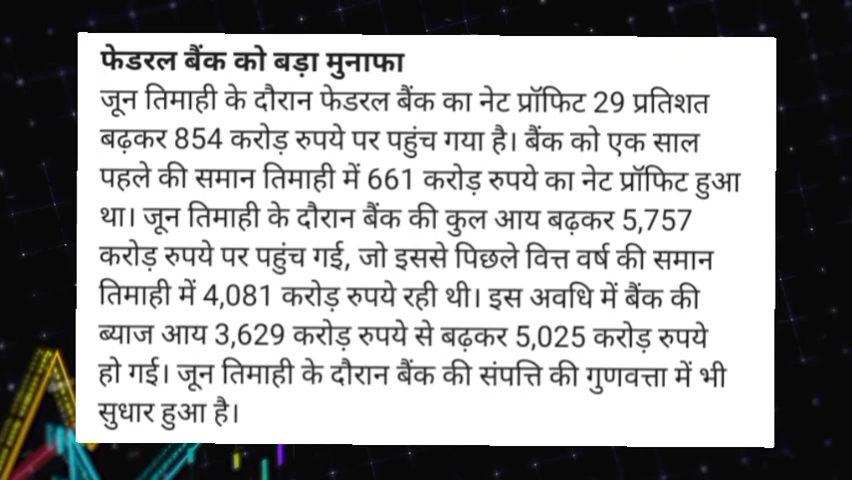 फेडरल बैंक को बड़ा मुनाफा
जून तिमाही के दौरान फेडरल बैंक का नेट प्रॉफिट 29 प्रतिशत
बढ़कर 854 करोड़ रुपये पर पहुंच गया है। बैंक को एक साल
पहले की समान तिमाही में 661 करोड़ रुपये का नेट प्रॉफिट हुआ
था। जून तिमाही के दौरान बैंक की कुल आय बढ़कर 5,757
करोड़ रुपये पर पहुंच गई, जो इससे पिछले वित्त वर्ष की समान
तिमाही में 4,081 करोड़ रुपये रही थी। इस अवधि में बैंक की
ब्याज आय 3,629 करोड़ रुपये से बढ़कर 5,025 करोड़ रुपये
हो गई। जून तिमाही के दौरान बैंक की संपत्ति की गुणवत्ता में भी
सुधार हुआ है।